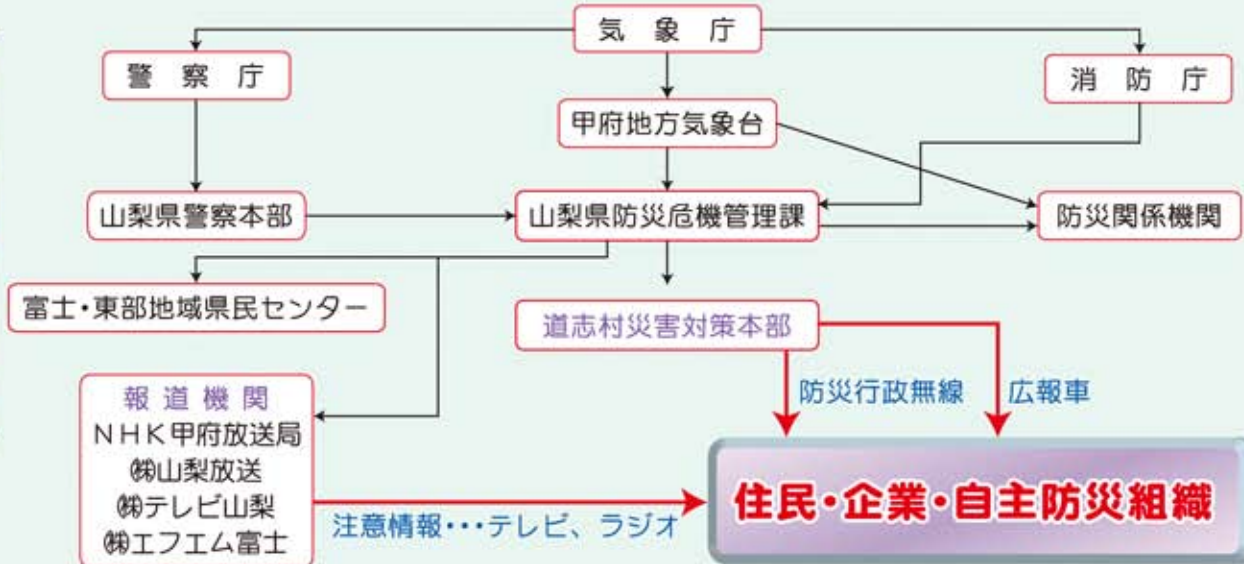 気象庁
警察庁
消防庁
甲府地方気象台
山梨県警察本部
山梨県防災危機管理課
防災関係機関
富士・東部地域県民センター
道志村災害対策本部
防災行政無線
広報車
報道機関
NHK甲府放送局
㈱山梨放送
㈱テレビ山梨
㈱エフエム富士
注意情報・・・テレビ、ラジオ
住民・企業・自主防災組織